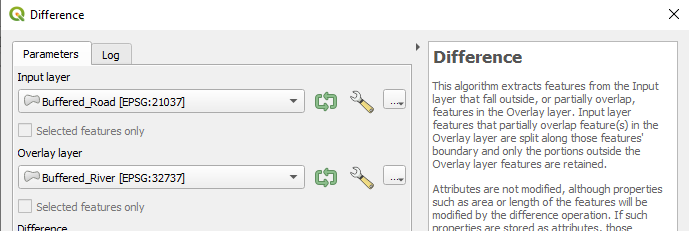 Difference
Parameters
Log
Input layer
Buffered_Road [EPSG:21037]
...
Selected features only
Overlay layer
Buffered_River [EPSG:32737]
...
Selected features only
Difference
Difference
This algorithm extracts features from the Input
layer that fall outside, or partially overlap,
features in the Overlay layer. Input layer
features that partially overlap feature(s) in the
Overlay layer are split along those features'
boundary and only the portions outside the
Overlay layer features are retained.
Attributes are not modified, although properties
such as area or length of the features will be
modified by the difference operation. If such
properties are stored as attributes, those